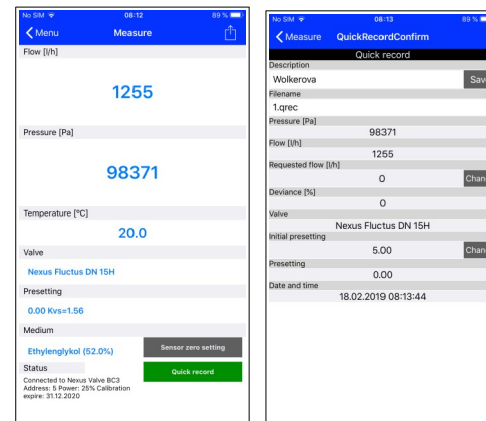 No SIM 08:12 89 %
Menu Measure
Flow [l/h]
1255
Pressure [Pa]
98371
Temperature [°C]
20.0
Valve
Nexus Fluctus DN 15H
Presetting
0.00 Kvs=1.56
Medium
Ethylenglykol (52.0%)
Sensor zero setting
Status
Connected to Nexus Valve BC3
Address: 5 Power: 25% Calibration
expire: 31.12.2020
Quick record
No SIM 08:13 89 %
Measure QuickRecordConfirm
Quick record
Description
Wolkerova Save
Filename
1.qrec
Pressure [Pa]
98371
Flow [l/h]
1255
Requested flow [l/h]
0 Chan
Deviance [%]
0
Valve
Nexus Fluctus DN 15H
Initial presetting
5.00 Chan
Presetting
0.00
Date and time
18.02.2019 08:13:44